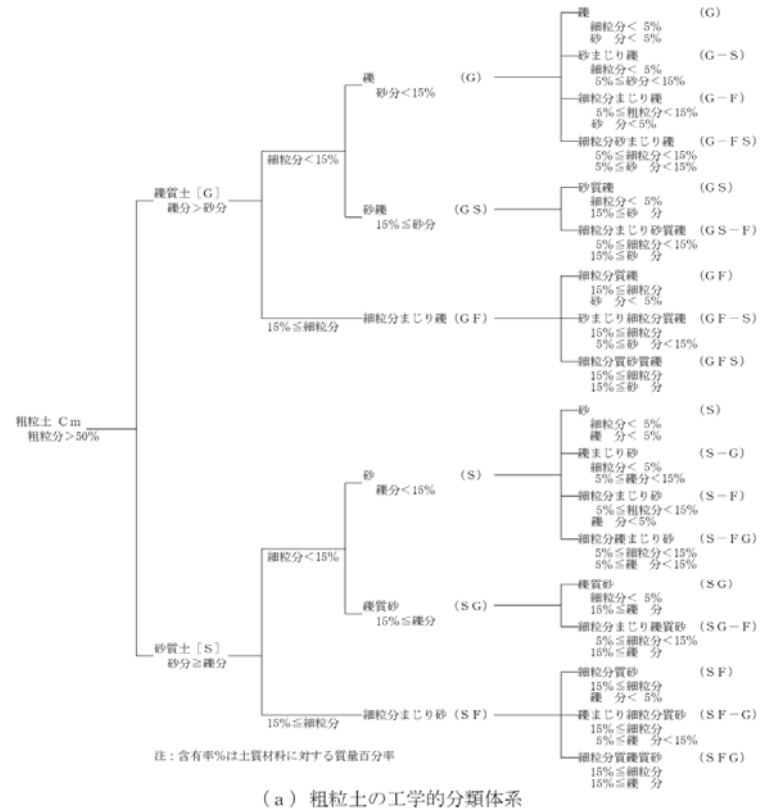 礫 (G)
細粒分< 5%
砂 分< 5%
砂まじり礫 (G-S)
細粒分< 5%
5%≦砂分<15%
細粒分まじり礫 (G-F)
5%≦粗粒分<15%
砂 分<5%
細粒分砂まじり礫 (G-FS)
5%≦細粒分<15%
5%≦砂 分<15%
礫 (G)
砂分<15%
細粒分<15%
砂質礫 (GS)
細粒分< 5%
15%≦砂 分
細粒分まじり砂質礫 (GS-F)
5%≦細粒分<15%
15%≦砂 分
砂礫 (GS)
15%≦砂分
礫質土[G]
礫分>砂分
細粒分質礫 (GF)
15%≦細粒分
砂 分< 5%
砂まじり細粒分質礫 (GF-S)
15%≦細粒分
5%≦砂 分<15%
細粒分質砂質礫 (GFS)
15%≦細粒分
15%≦砂 分
15%≦細粒分
細粒分まじり礫 (GF)
粗粒土 Cm
粗粒分>50%
砂 (S)
細粒分< 5%
礫 分< 5%
礫まじり砂 (S-G)
細粒分< 5%
5%≦礫分<15%
細粒分まじり砂 (S-F)
5%≦粗粒分<15%
礫 分<5%
細粒分礫まじり砂 (S-FG)
5%≦細粒分<15%
5%≦礫 分<15%
砂 (S)
礫分<15%
細粒分<15%
礫質砂 (SG)
細粒分< 5%
15%≦礫 分
細粒分まじり礫質砂 (SG-F)
5%≦細粒分<15%
15%≦礫 分
礫質砂 (SG)
15%≦礫分
砂質土[S]
砂分≧礫分
細粒分質砂 (SF)
15%≦細粒分
礫 分< 5%
礫まじり細粒分質砂 (SF-G)
15%≦細粒分
5%≦礫 分<15%
細粒分質礫質砂 (SFG)
15%≦細粒分
15%≦礫 分
15%≦細粒分
細粒分まじり砂 (SF)
注:含有率%は土質材料に対する質量百分率
(a) 粗粒土の工学的分類体系